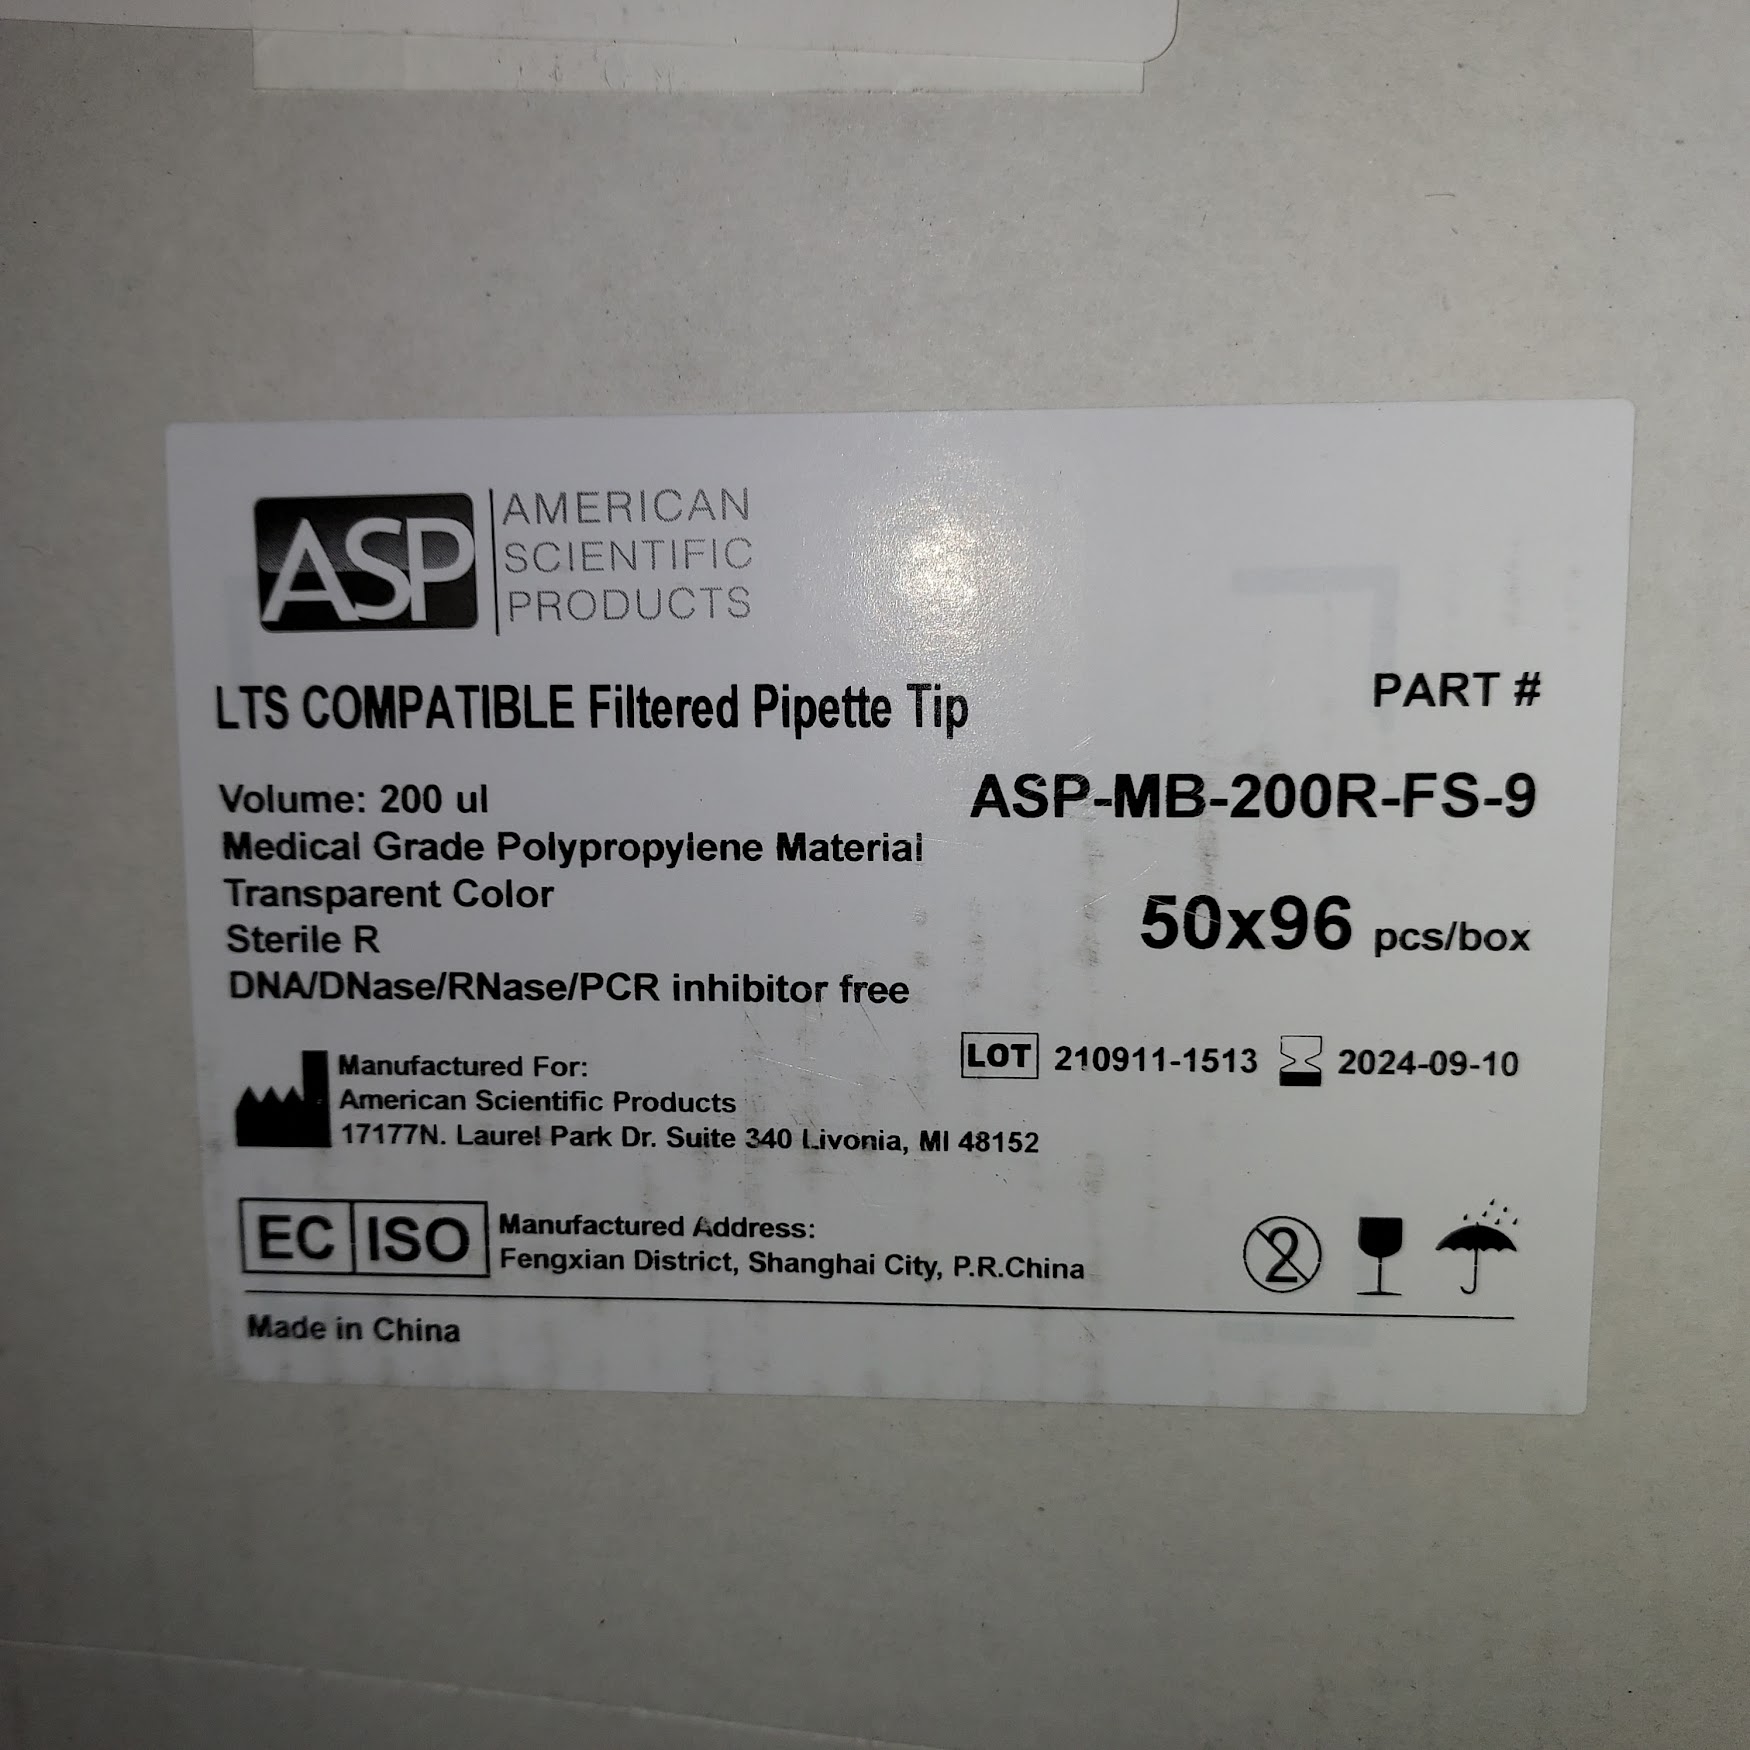 ASP
AMERICAN
SCIENTIFIC
PRODUCTS
LTS COMPATIBLE Filtered Pipette Tip
PART #
ASP-MB-200R-FS-9
Volume: 200 ul
Medical Grade Polypropylene Material
Transparent Color
Sterile R
DNA/DNase/RNase/PCR inhibitor free
50x96 pcs/box
LOT 210911-1513 2024-09-10
Manufactured For:
American Scientific Products
17177N. Laurel Park Dr. Suite 340 Livonia, MI 48152
EC ISO
Manufactured Address:
Fengxian District, Shanghai City, P.R.China
2
Made in China